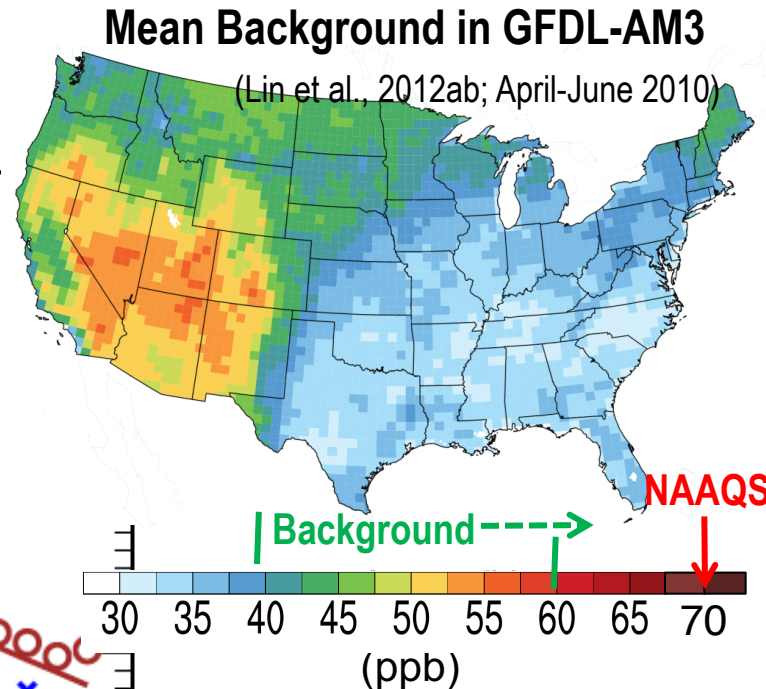 Mean Background in GFDL-AM3
(Lin et al., 2012ab; April-June 2010)
NAAQS
Background
30 35 40 45 50 55 60 65 70
(ppb)